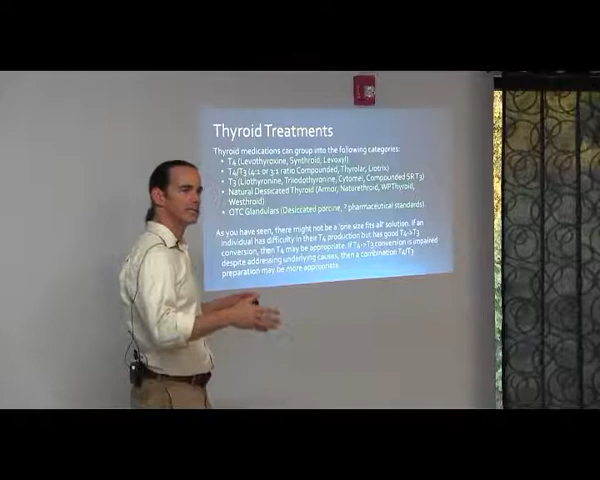 Thyroid Treatments
Thyroid medications can group into the following categories:
• T4 (Levothyroxine, Synthroid, Levoxyl)
• T4/T3 (4:1 or 3:1 ratio Compounded, Thyrolar, Liotrix)
• T3 (Liothyronine, Triiodothyronine, Cytomel, Compounded SR T3)
• Natural Dessicated Thyroid (Armor, Naturethroid, WPThyroid,
Westhroid)
• OTC Glandulars (Desiccated porcine, ? pharmaceutical standards)
As you have seen, there might not be a 'one size fits all' solution. If an
individual has difficulty in their T4 production but has good T4->T3
conversion, then T4 may be appropriate. If T4->T3 conversion is impaired
despite addressing underlying causes, then a combination T4/T3
preparation may be more appropriate.